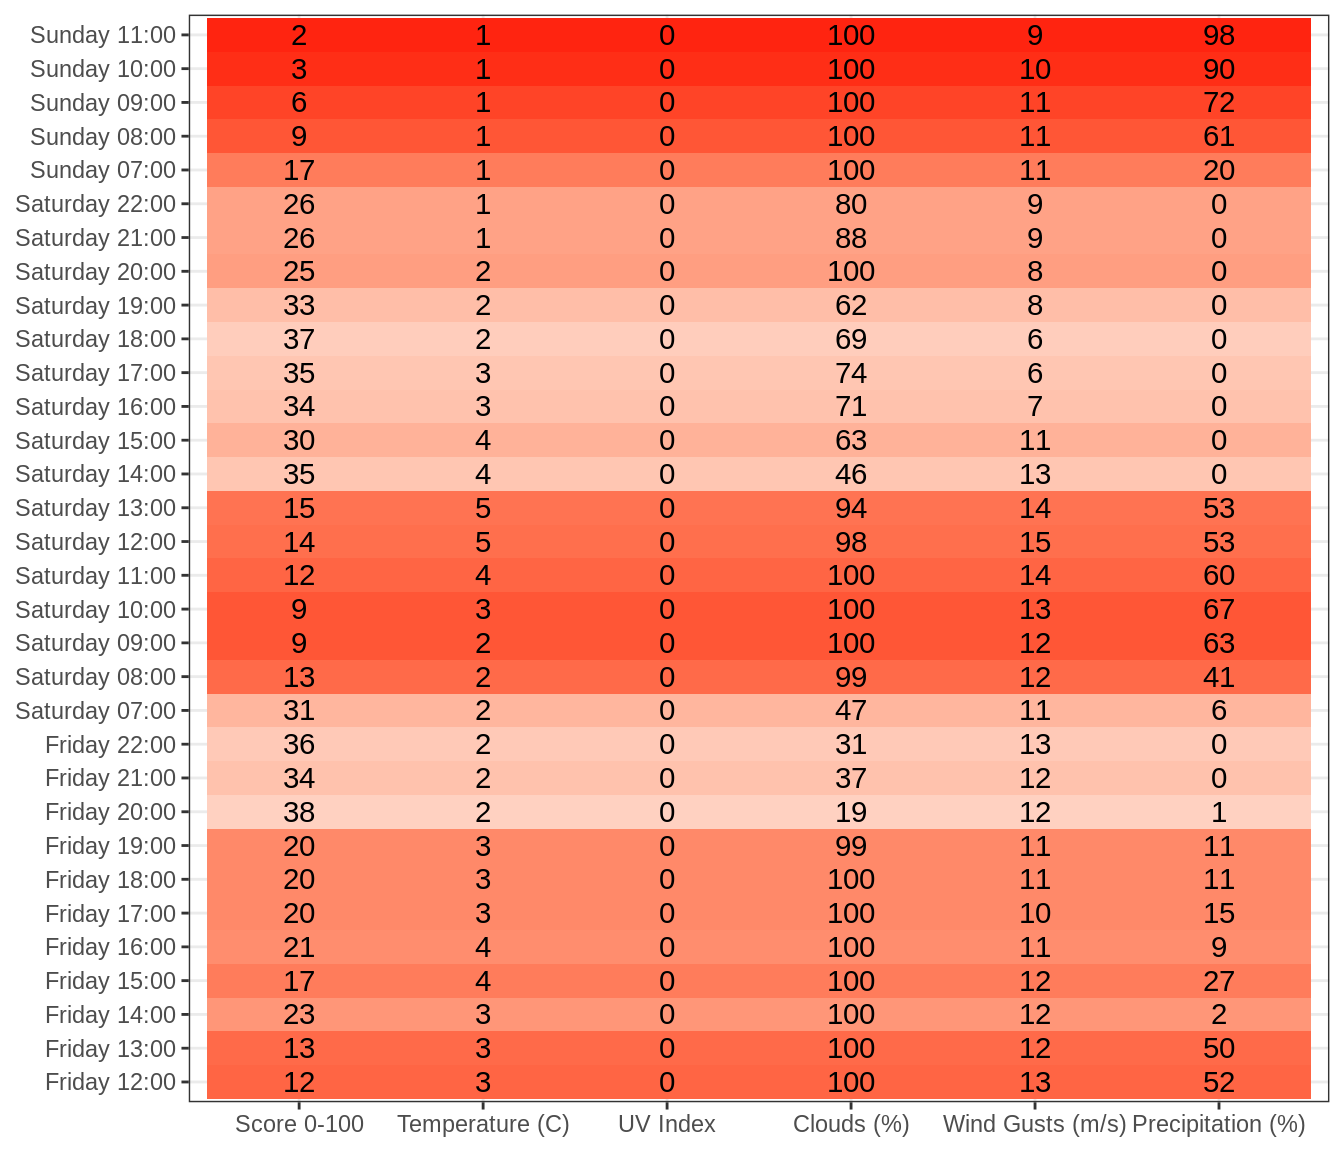 Sunday 11:00 2 1 0 100 9 98
Sunday 10:00 3 1 0 100 10 90
Sunday 09:00 6 1 0 100 11 72
Sunday 08:00 9 1 0 100 11 61
Sunday 07:00 17 1 0 100 11 20
Saturday 22:00 26 1 0 80 9 0
Saturday 21:00 26 1 0 88 9 0
Saturday 20:00 25 2 0 100 8 0
Saturday 19:00 33 2 0 62 8 0
Saturday 18:00 37 2 0 69 6 0
Saturday 17:00 35 3 0 74 6 0
Saturday 16:00 34 3 0 71 7 0
Saturday 15:00 30 4 0 63 11 0
Saturday 14:00 35 4 0 46 13 0
Saturday 13:00 15 5 0 94 14 53
Saturday 12:00 14 5 0 98 15 53
Saturday 11:00 12 4 0 100 14 60
Saturday 10:00 9 3 0 100 13 67
Saturday 09:00 9 2 0 100 12 63
Saturday 08:00 13 2 0 99 12 41
Saturday 07:00 31 2 0 47 11 6
Friday 22:00 36 2 0 31 13 0
Friday 21:00 34 2 0 37 12 0
Friday 20:00 38 2 0 19 12 1
Friday 19:00 20 3 0 99 11 11
Friday 18:00 20 3 0 100 11 11
Friday 17:00 20 3 0 100 10 15
Friday 16:00 21 4 0 100 11 9
Friday 15:00 17 4 0 100 12 27
Friday 14:00 23 3 0 100 12 2
Friday 13:00 13 3 0 100 12 50
Friday 12:00 12 3 0 100 13 52
Score 0-100 Temperature (C) UV Index Clouds (%) Wind Gusts (m/s) Precipitation (%)